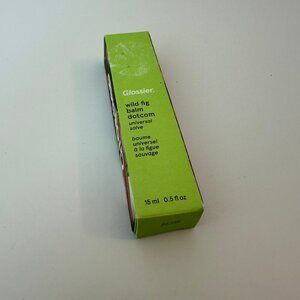 Glossier.
wild fig
balm
dotcom
universal
salve
baume
universel
à la figue
sauvage
15 ml 0.5 fl oz